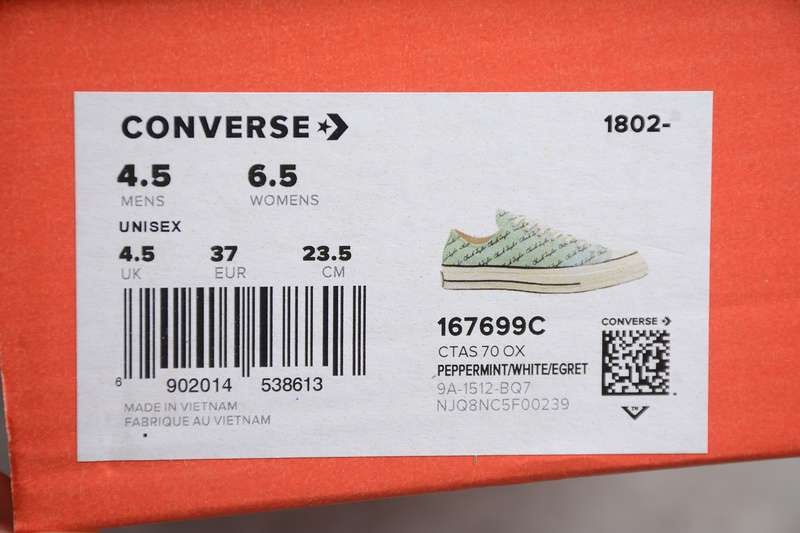 CONVERSE
1802-
4.5 6.5
MENS WOMENS
UNISEX
4.5 37 23.5
UK EUR CM
6 902014 538613
MADE IN VIETNAM
FABRIQUE AU VIETNAM
167699C
CTAS 70 OX
PEPPERMINT/WHITE/EGRET
9A-1512-BQ7
NJQ8NC5F00239
CONVERSE
TM